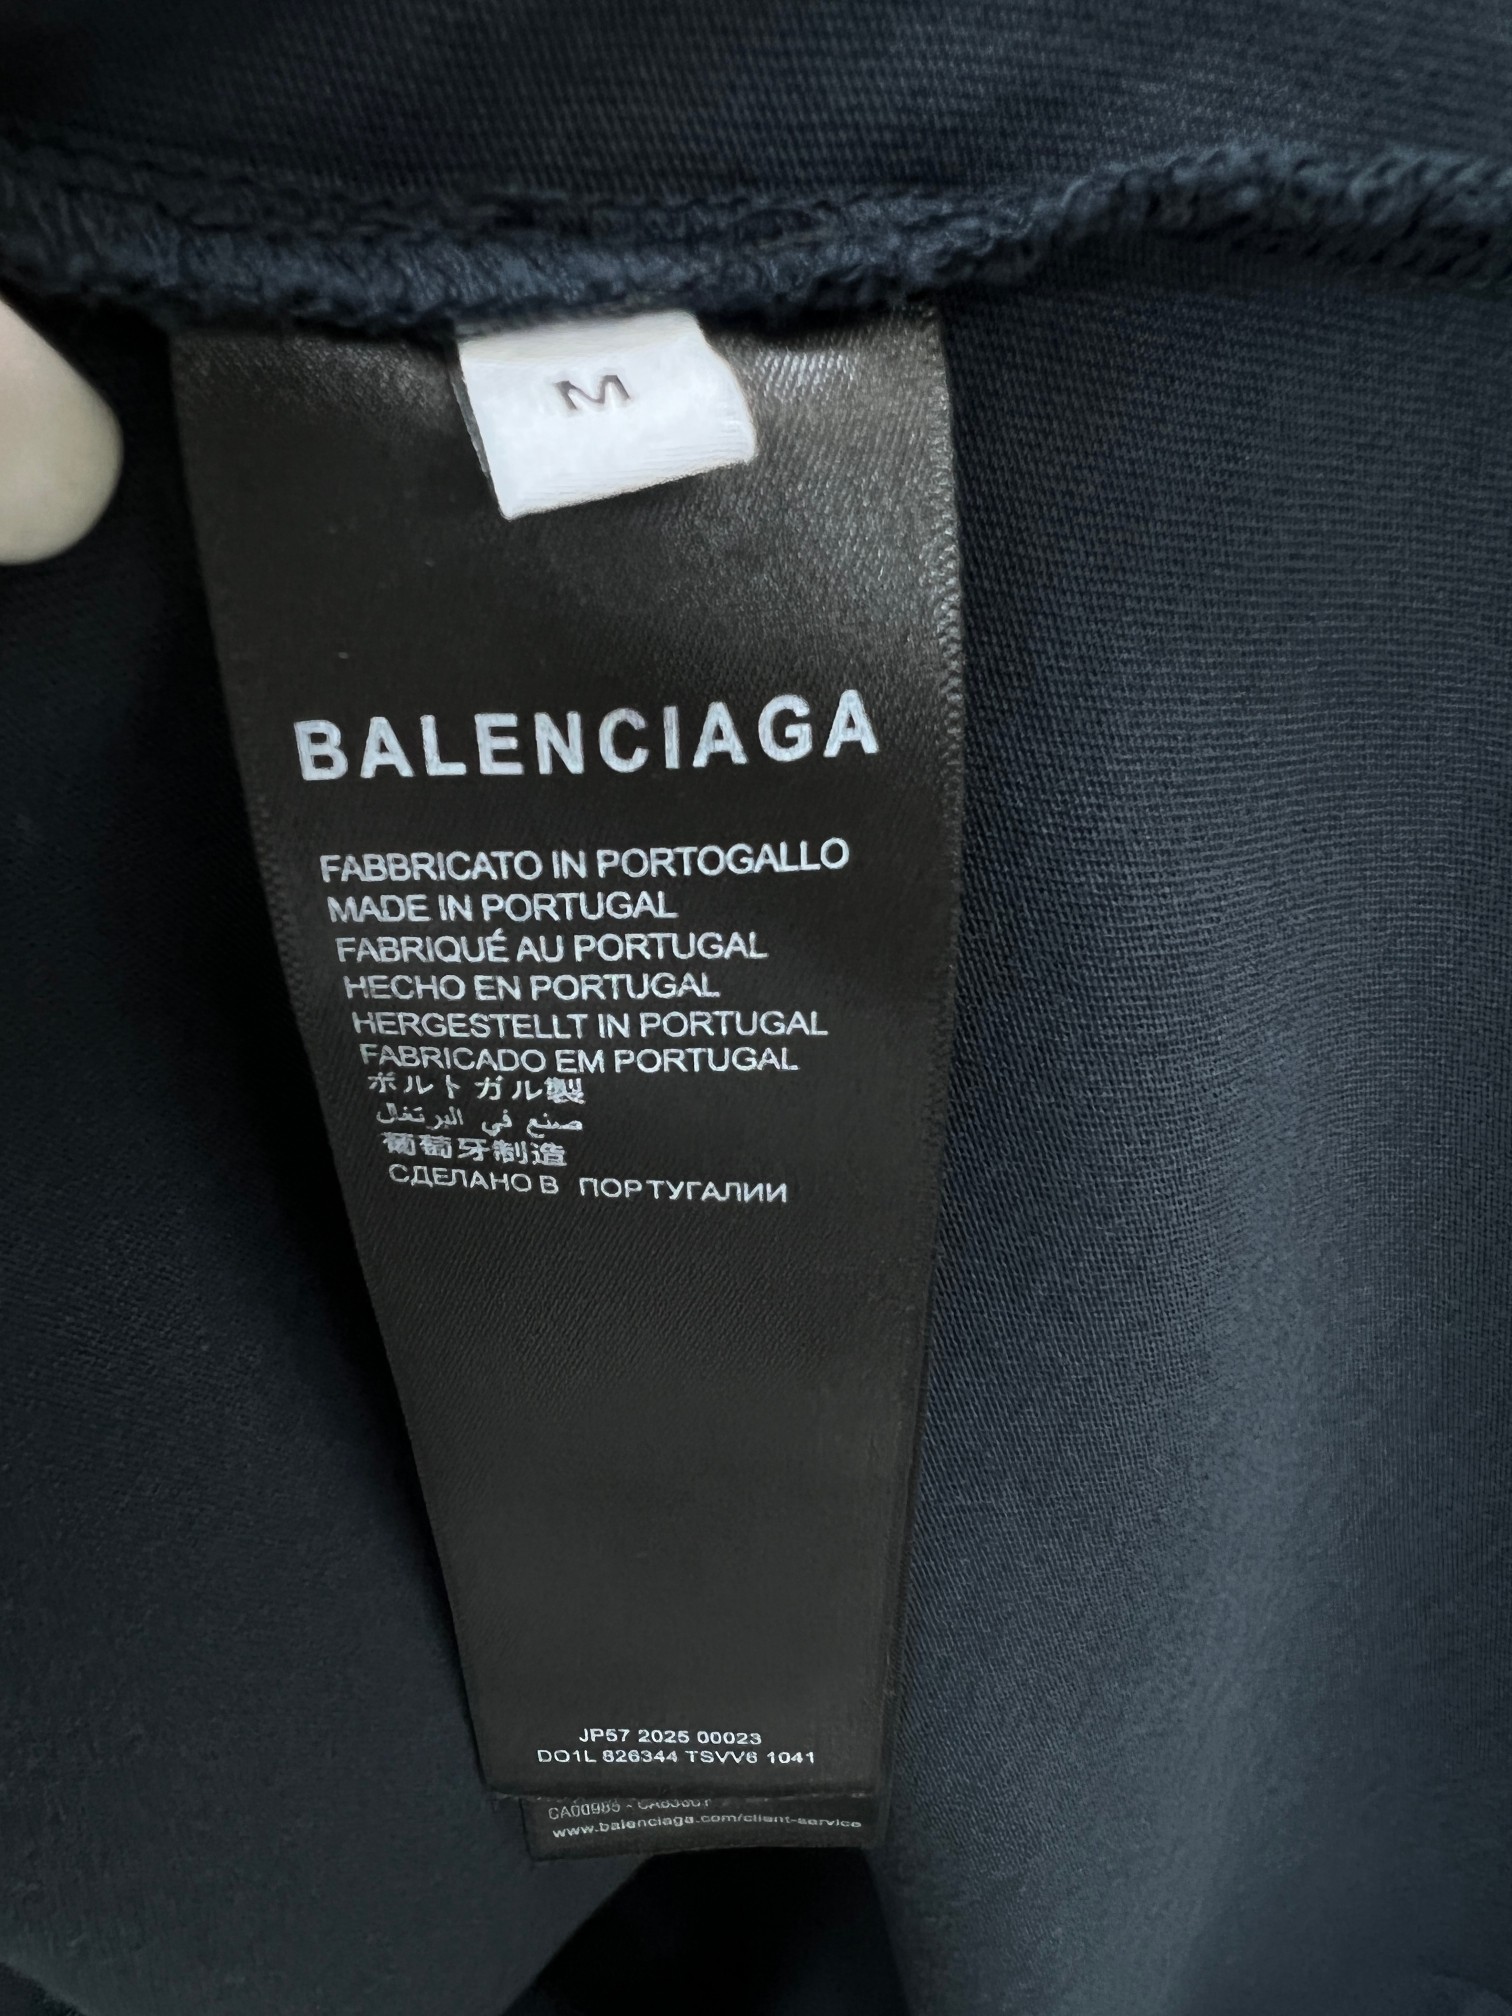 M
BALENCIAGA
FABBRICATO IN PORTOGALLO
MADE IN PORTUGAL
FABRIQUÉ AU PORTUGAL
HECHO EN PORTUGAL
HERGESTELLT IN PORTUGAL
FABRICADO EM PORTUGAL
ポルトガル製
صنع في البرتغال
葡萄牙制造
СДЕЛАНО В ПОРТУГАЛИИ
JP57 2025 00023
DO1L 826344 TSVV6 1041
CA00985 -
www.balenciaga.com/client-service